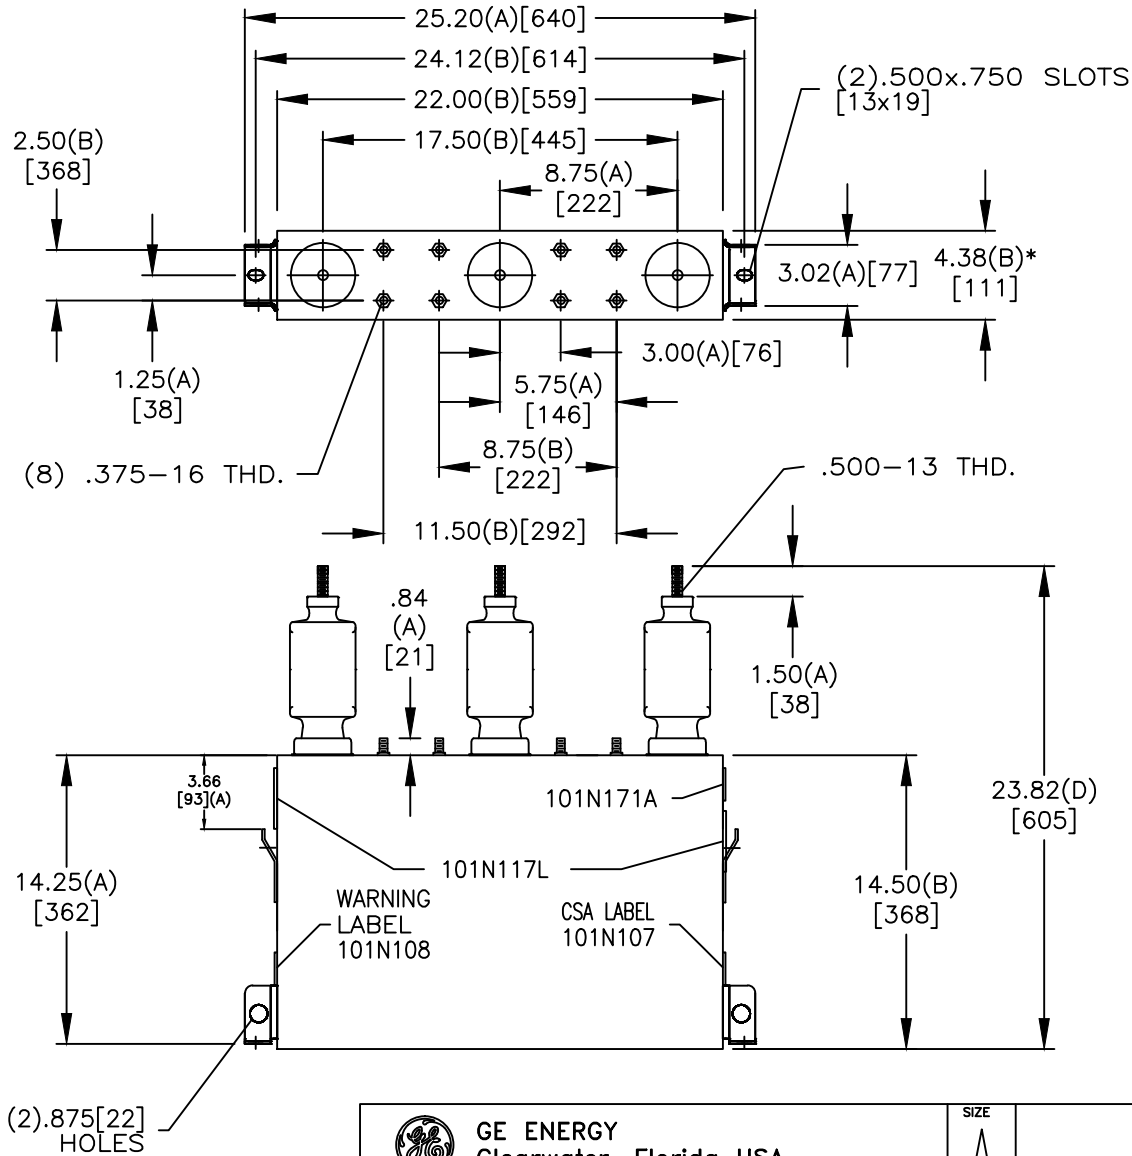 25.20(A)[640]
24.12(B)[614]
(2).500x.750 SLOTS
[13x19]
22.00(B)[559]
2.50(B)
[368]
17.50(B)[445]
8.75(A)
[222]
3.02(A)[77]
4.38(B)*
[111]
3.00(A)[76]
1.25(A)
[38]
5.75(A)
[146]
8.75(B)
[222]
(8) .375-16 THD.
.500-13 THD.
11.50(B)[292]
.84
(A)
[21]
1.50(A)
[38]
3.66
[93](A)
101N171A
23.82(D)
[605]
101N117L
14.25(A)
[362]
14.50(B)
[368]
WARNING
LABEL
101N108
CSA LABEL
101N107
(2).875[22]
HOLES
GE
GE ENERGY
Clearwater, Florida USA
SIZE